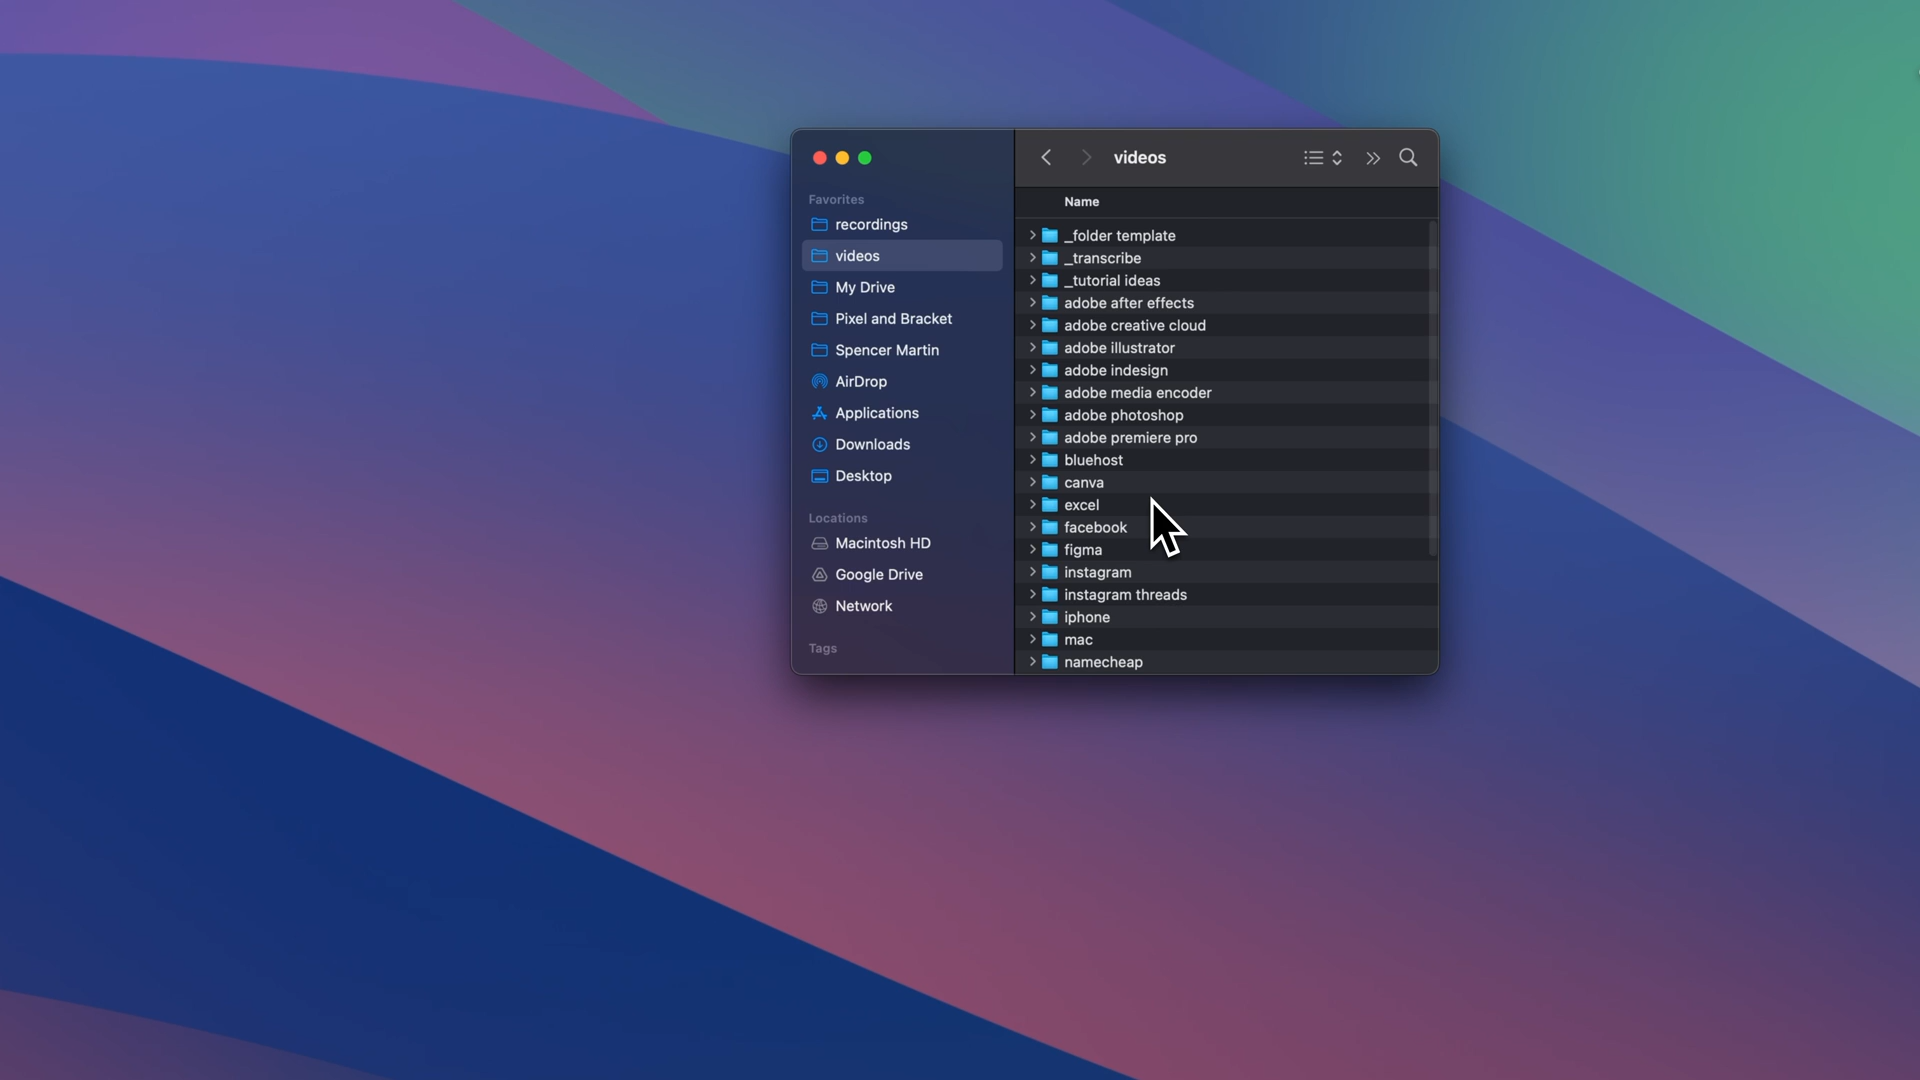 videos
Favorites
recordings
videos
My Drive
Pixel and Bracket
Spencer Martin
AirDrop
Applications
Downloads
Desktop
Locations
Macintosh HD
Google Drive
Network
Tags
Name
_folder template
_transcribe
_tutorial ideas
adobe after effects
adobe creative cloud
adobe illustrator
adobe indesign
adobe media encoder
adobe photoshop
adobe premiere pro
bluehost
canva
excel
facebook
figma
instagram
instagram threads
iphone
mac
namecheap